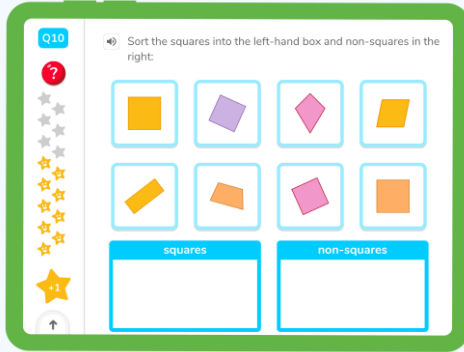 Q10
?
Sort the squares into the left-hand box and non-squares in the
right:
squares
non-squares
+1